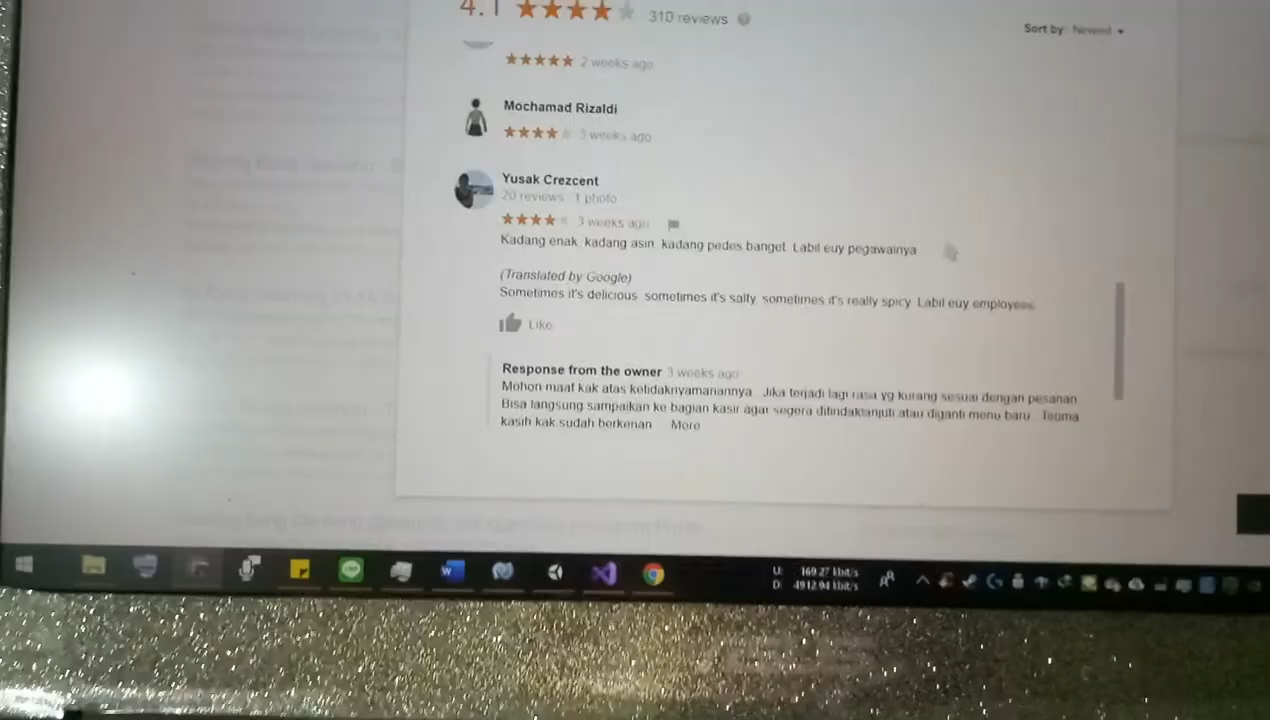 4.1 310 reviews
Sort by: Newest
2 weeks ago
Mochamad Rizaldi
3 weeks ago
Yusak Crezcent
20 reviews · 1 photo
3 weeks ago
Kadang enak, kadang asin, kadang pedes banget. Labil euy pegawainya
(Translated by Google)
Sometimes it's delicious, sometimes it's salty, sometimes it's really spicy. Labil euy employees
Like
Response from the owner 3 weeks ago
Mohon maaf kak atas ketidaknyamanannya.. Jika terjadi lagi rasa yg kurang sesuai dengan pesanan
Bisa langsung sampaikan ke bagian kasir agar segera ditindaklanjuti atau diganti menu baru..
kasih kak sudah berkenan ... More
U: 169.27 kbit/s
D: 4912.94 kbit/s